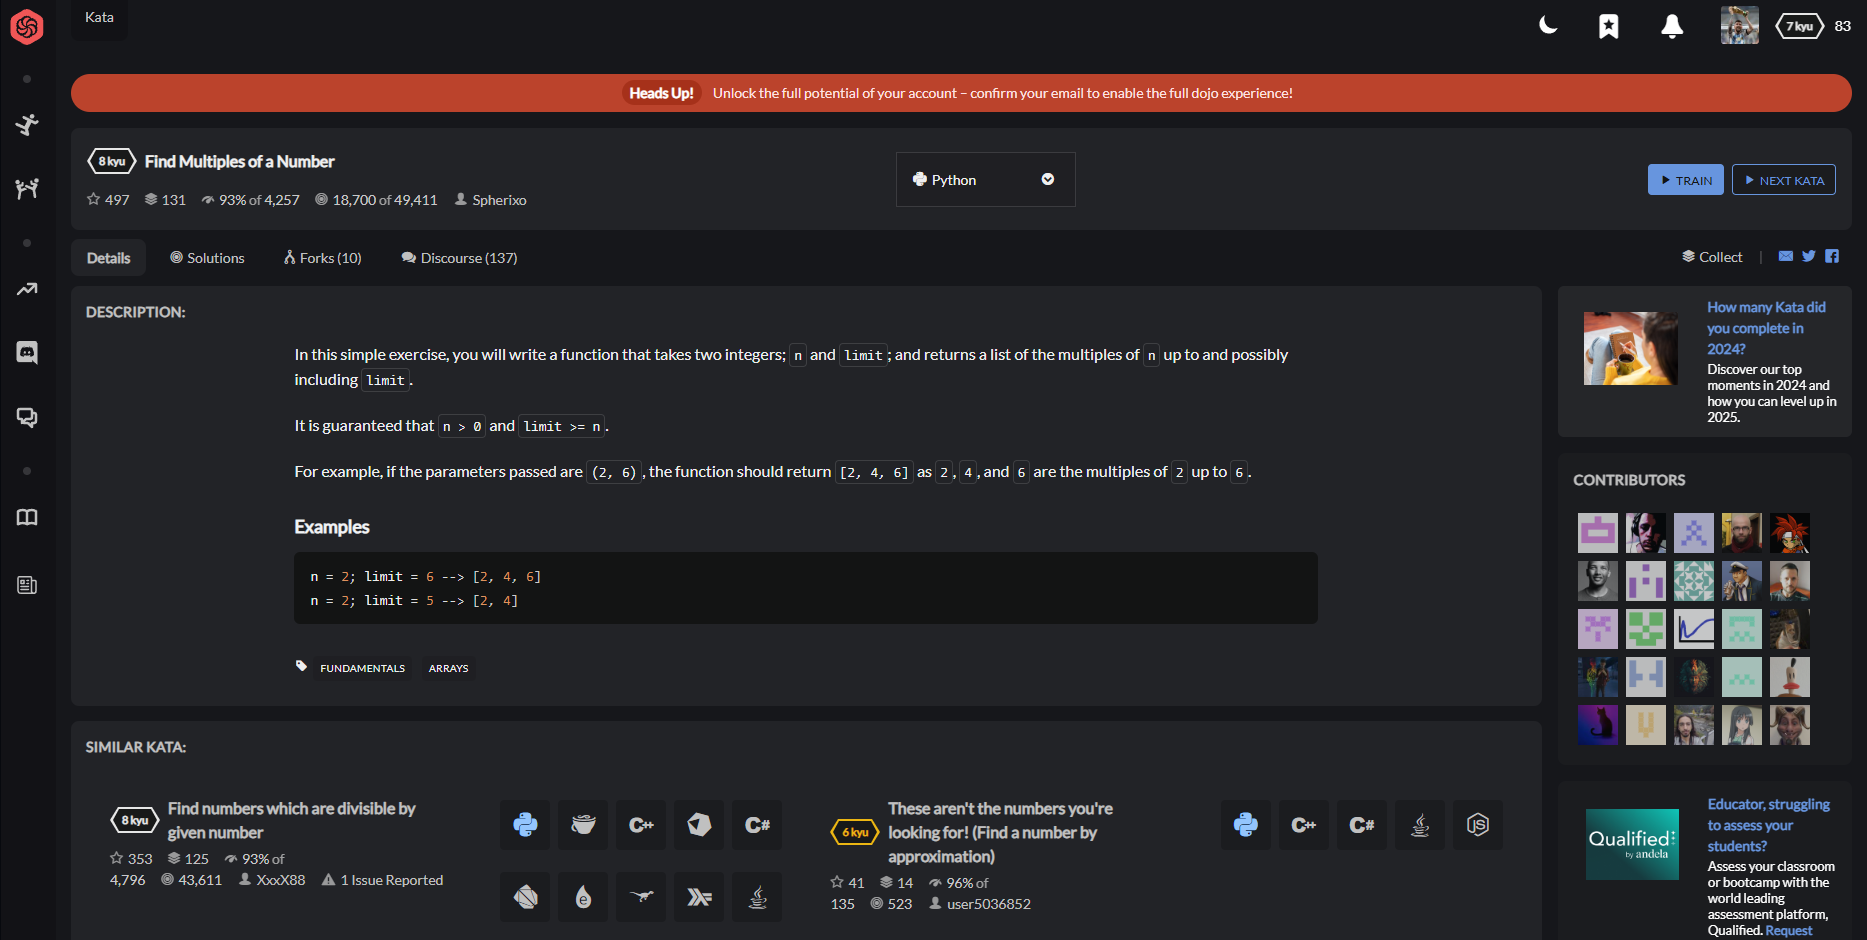 Kata
7 kyu 83
Heads Up! Unlock the full potential of your account – confirm your email to enable the full dojo experience!
8 kyu Find Multiples of a Number
497 131 93% of 4,257 18,700 of 49,411 Spherixo
Python
TRAIN NEXT KATA
Details Solutions Forks (10) Discourse (137)
Collect |
DESCRIPTION:
In this simple exercise, you will write a function that takes two integers; n and limit; and returns a list of the multiples of n up to and possibly
including limit.
It is guaranteed that n > 0 and limit >= n.
For example, if the parameters passed are (2, 6), the function should return [2, 4, 6] as 2, 4, and 6 are the multiples of 2 up to 6.
Examples
n = 2; limit = 6 --> [2, 4, 6]
n = 2; limit = 5 --> [2, 4]
FUNDAMENTALS ARRAYS
SIMILAR KATA:
8 kyu Find numbers which are divisible by
given number
353 125 93% of
4,796 43,611 XxxX88 1 Issue Reported
C++ C#
e
6 kyu These aren't the numbers you're
looking for! (Find a number by
approximation)
41 14 96% of
135 523 user5036852
C++ C# JS
How many Kata did
you complete in
2024?
Discover our top
moments in 2024 and
how you can level up in
2025.
CONTRIBUTORS
Qualified
by andela
Educator, struggling
to assess your
students?
Assess your classroom
or bootcamp with the
world leading
assessment platform,
Qualified. Request